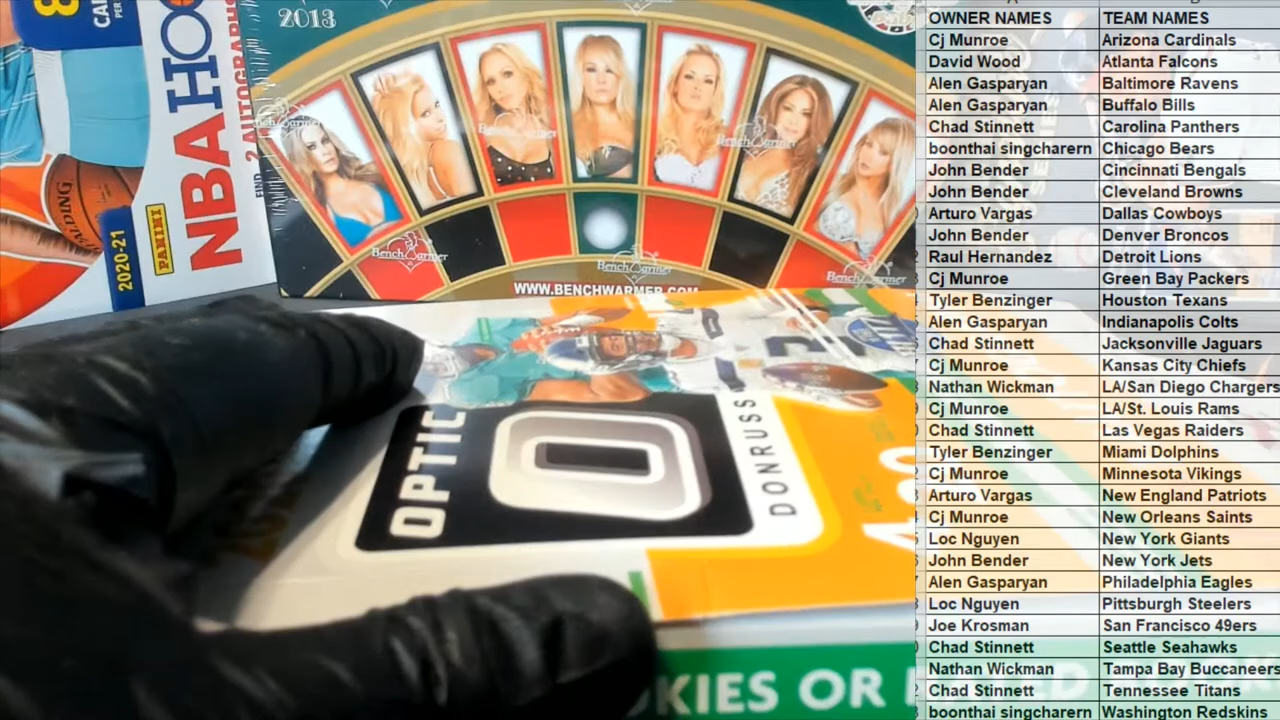 2013
NBA HOO
2 AUTOGRAPHS
FIND
PER
SPALDING
PANINI
2020-21
BenchWarmer
BenchWarmer
BenchWarmer
BenchWarmer
BenchWarmer
WWW.BENCHWARMER.COM
OPTIC
DONRUSS
KIES OR
OWNER NAMES TEAM NAMES
Cj Munroe Arizona Cardinals
David Wood Atlanta Falcons
Alen Gasparyan Baltimore Ravens
Alen Gasparyan Buffalo Bills
Chad Stinnett Carolina Panthers
boonthai singcharern Chicago Bears
John Bender Cincinnati Bengals
John Bender Cleveland Browns
Arturo Vargas Dallas Cowboys
John Bender Denver Broncos
Raul Hernandez Detroit Lions
Cj Munroe Green Bay Packers
Tyler Benzinger Houston Texans
Alen Gasparyan Indianapolis Colts
Chad Stinnett Jacksonville Jaguars
Cj Munroe Kansas City Chiefs
Nathan Wickman LA/San Diego Chargers
Cj Munroe LA/St. Louis Rams
Chad Stinnett Las Vegas Raiders
Tyler Benzinger Miami Dolphins
Cj Munroe Minnesota Vikings
Arturo Vargas New England Patriots
Cj Munroe New Orleans Saints
Loc Nguyen New York Giants
John Bender New York Jets
Alen Gasparyan Philadelphia Eagles
Loc Nguyen Pittsburgh Steelers
Joe Krosman San Francisco 49ers
Chad Stinnett Seattle Seahawks
Nathan Wickman Tampa Bay Buccaneers
Chad Stinnett Tennessee Titans
boonthai singcharern Washington Redskins